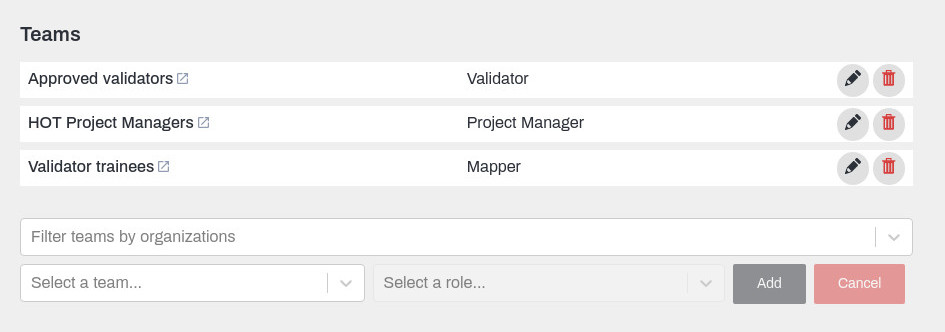 Teams
Approved validators Validator
HOT Project Managers Project Manager
Validator trainees Mapper
Filter teams by organizations
Select a team... Select a role... Add Cancel